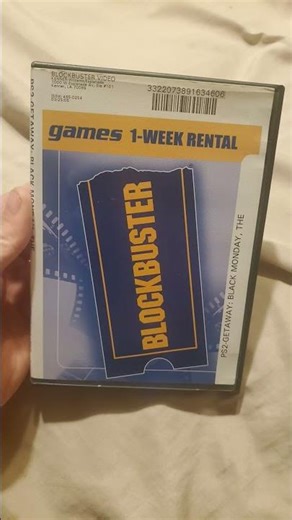 BLOCKBUSTER VIDEO
3322073891634606
games 1-WEEK RENTAL
BLOCKBUSTER
PS2-GETAWAY: BLACK MONDAY, THE